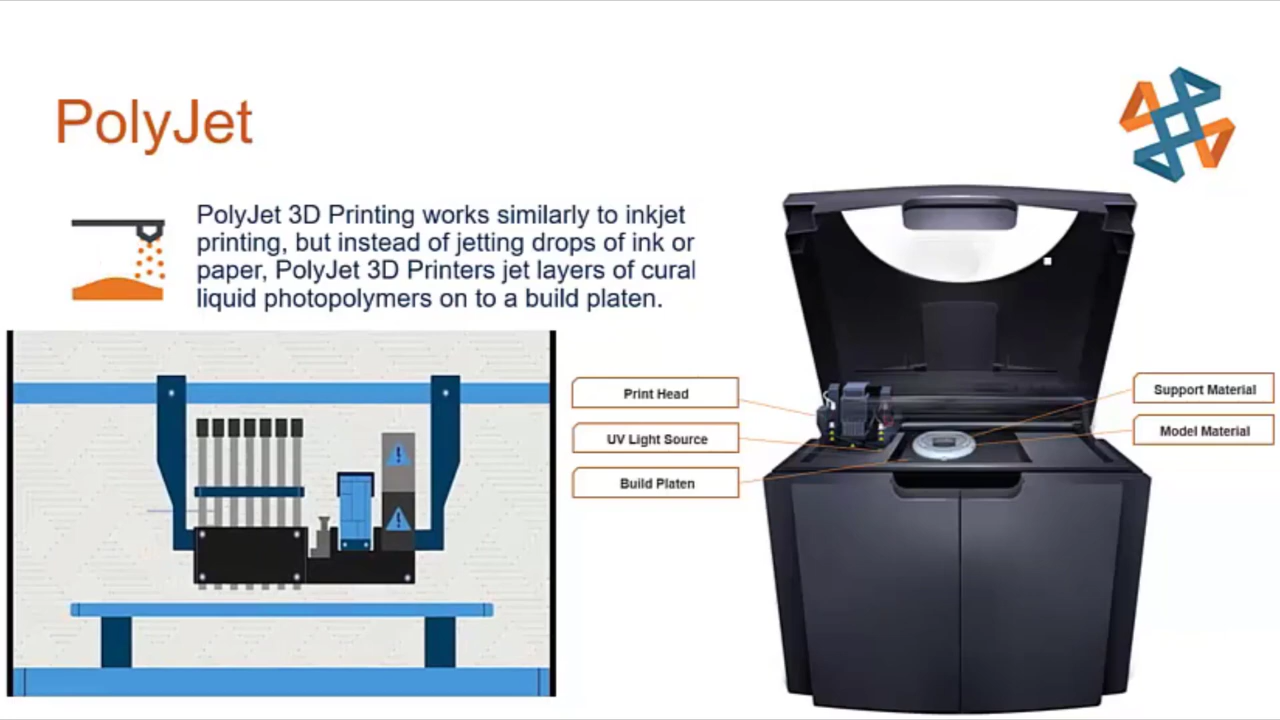 PolyJet
PolyJet 3D Printing works similarly to inkjet
printing, but instead of jetting drops of ink or
paper, PolyJet 3D Printers jet layers of cural
liquid photopolymers on to a build platen.
Print Head
UV Light Source
Build Platen
Support Material
Model Material